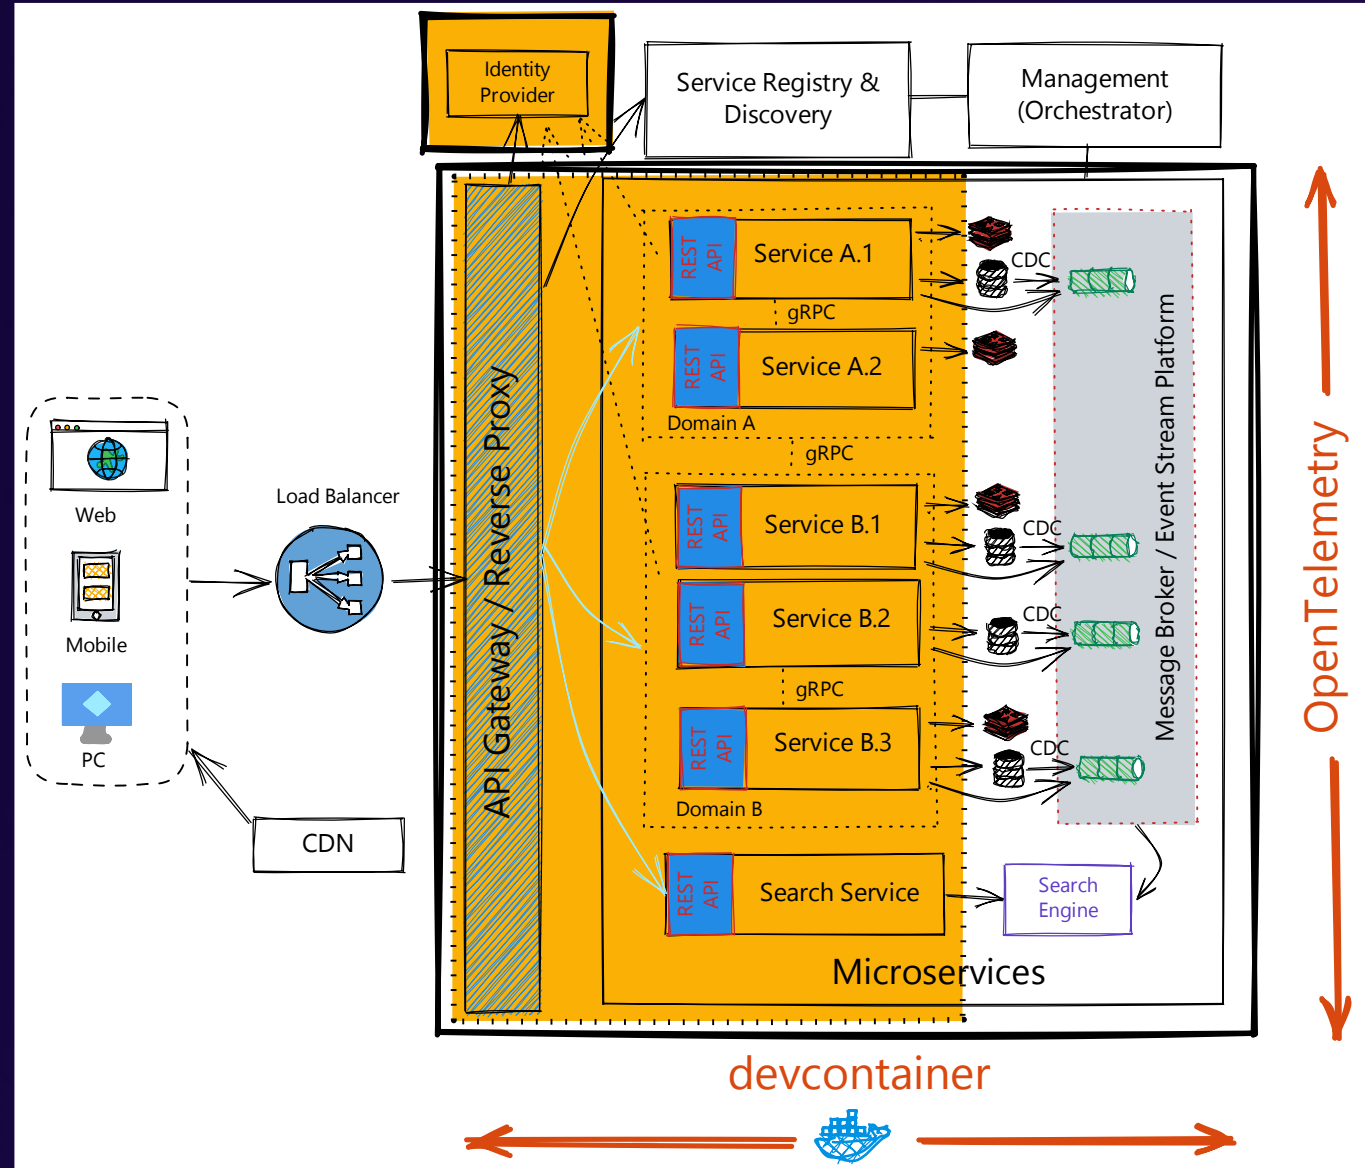 Identity
Provider
Service Registry &
Discovery
Management
(Orchestrator)
REST
API
Service A.1
CDC
gRPC
REST
API
Service A.2
Domain A
gRPC
REST
API
Service B.1
CDC
REST
API
Service B.2
CDC
gRPC
REST
API
Service B.3
CDC
Domain B
REST
API
Search Service
Search
Engine
Microservices
API Gateway / Reverse Proxy
Message Broker / Event Stream Platform
OpenTelemetry
Web
Mobile
PC
Load Balancer
CDN
devcontainer